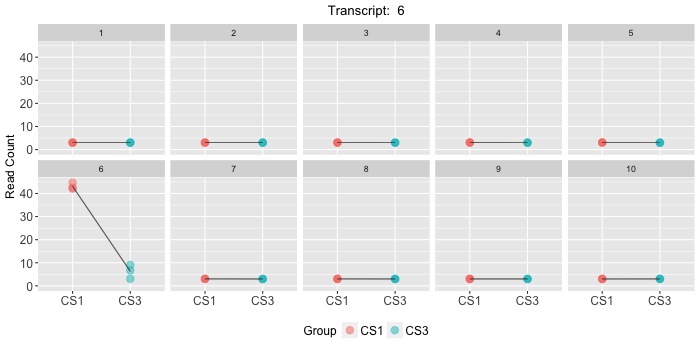 Transcript:  6
1 2 3 4 5
40
30
20
10
0
Read Count
6 7 8 9 10
40
30
20
10
0
CS1 CS3 CS1 CS3 CS1 CS3 CS1 CS3 CS1 CS3
Group CS1 CS3